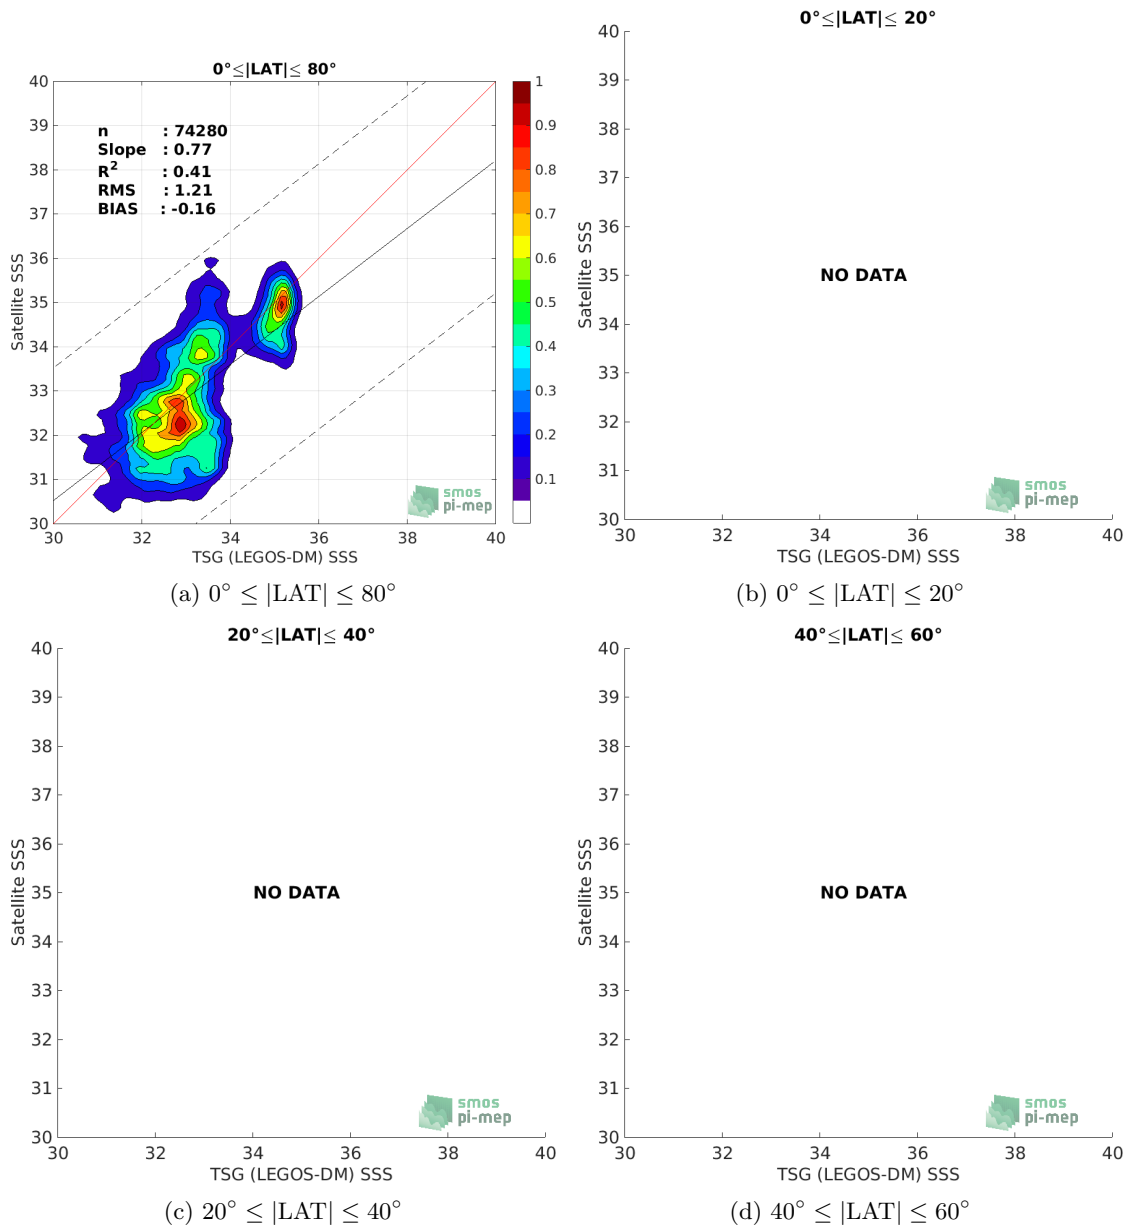 0°≤|LAT|≤ 80°
40
39
38
37
36
35
34
33
32
31
30
n : 74280
Slope : 0.77
R² : 0.41
RMS : 1.21
BIAS : -0.16
1
0.9
0.8
0.7
0.6
0.5
0.4
0.3
0.2
0.1
Satellite SSS
smos
pi-mep
30 32 34 36 38 40
TSG (LEGOS-DM) SSS
(a) 0° ≤ |LAT| ≤ 80°
0°≤|LAT|≤ 20°
40
39
38
37
36
35
34
33
32
31
30
Satellite SSS
NO DATA
smos
pi-mep
30 32 34 36 38 40
TSG (LEGOS-DM) SSS
(b) 0° ≤ |LAT| ≤ 20°
20°≤|LAT|≤ 40°
40
39
38
37
36
35
34
33
32
31
30
Satellite SSS
NO DATA
smos
pi-mep
30 32 34 36 38 40
TSG (LEGOS-DM) SSS
(c) 20° ≤ |LAT| ≤ 40°
40°≤|LAT|≤ 60°
40
39
38
37
36
35
34
33
32
31
30
Satellite SSS
NO DATA
smos
pi-mep
30 32 34 36 38 40
TSG (LEGOS-DM) SSS
(d) 40° ≤ |LAT| ≤ 60°